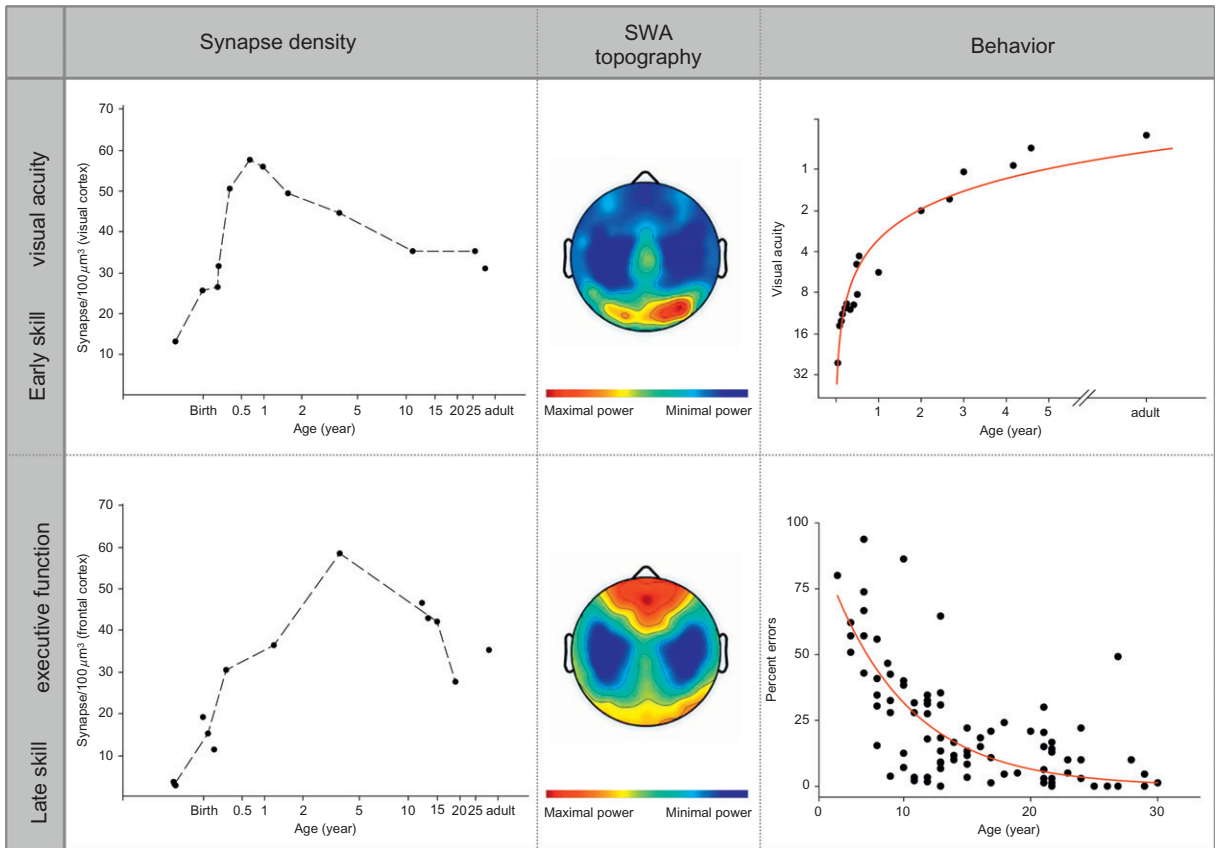 Synapse density
SWA
topography
Behavior
Early skill visual acuity
Synapse/100 μm³ (visual cortex)
70
60
50
40
30
20
10
Birth 0.5 1 2 5 10 15 20 25 adult
Age (year)
Maximal power Minimal power
Visual acuity
1
2
4
8
16
32
1 2 3 4 5 adult
Age (year)
Late skill executive function
Synapse/100 μm³ (frontal cortex)
70
60
50
40
30
20
10
Birth 0.5 1 2 5 10 15 20 25 adult
Age (year)
Maximal power Minimal power
Percent errors
100
75
50
25
0
0 10 20 30
Age (year)